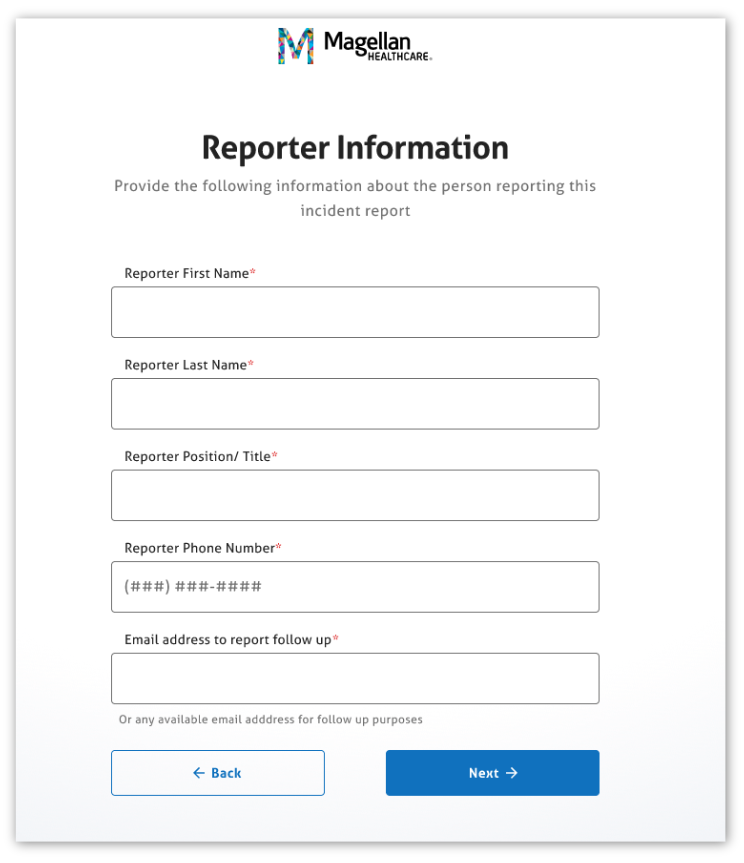 Magellan
HEALTHCARE®
Reporter Information
Provide the following information about the person reporting this
incident report
Reporter First Name*
Reporter Last Name*
Reporter Position/ Title*
Reporter Phone Number*
(###) ###-####
Email address to report follow up*
Or any available email adddress for follow up purposes
← Back
Next →